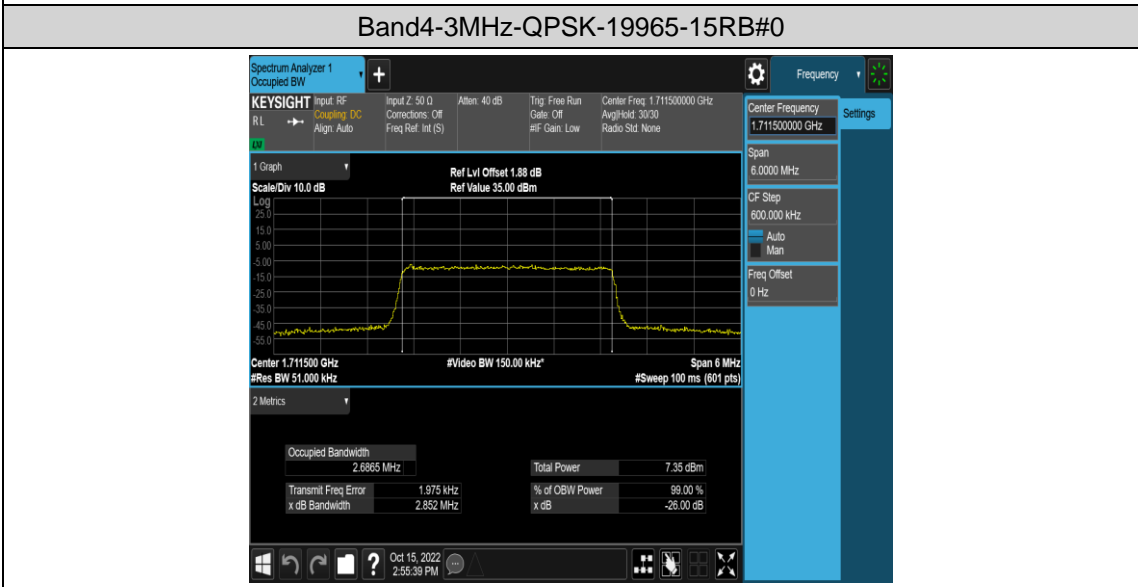 Band4-3MHz-QPSK-19965-15RB#0
Spectrum Analyzer 1
Occupied BW
+
Frequency
KEYSIGHT
RL
LXI
Input: RF
Coupling: DC
Align: Auto
Input Z: 50 Ω
Corrections: Off
Freq Ref: Int (S)
Atten: 40 dB
Trig: Free Run
Gate: Off
#IF Gain: Low
Center Freq: 1.711500000 GHz
Avg|Hold: 30/30
Radio Std: None
Center Frequency
1.711500000 GHz
Settings
Span
6.0000 MHz
CF Step
600.000 kHz
Auto
Man
Freq Offset
0 Hz
1 Graph
Scale/Div 10.0 dB
Ref Lvl Offset 1.88 dB
Ref Value 35.00 dBm
Log
25.0
15.0
5.00
-5.00
-15.0
-25.0
-35.0
-45.0
-55.0
Center 1.711500 GHz
#Video BW 150.00 kHz*
Span 6 MHz
#Res BW 51.000 kHz
#Sweep 100 ms (601 pts)
2 Metrics
Occupied Bandwidth
2.6865 MHz
Total Power 7.35 dBm
Transmit Freq Error 1.975 kHz
% of OBW Power 99.00 %
x dB Bandwidth 2.852 MHz
x dB -26.00 dB
?
Oct 15, 2022
2:55:39 PM